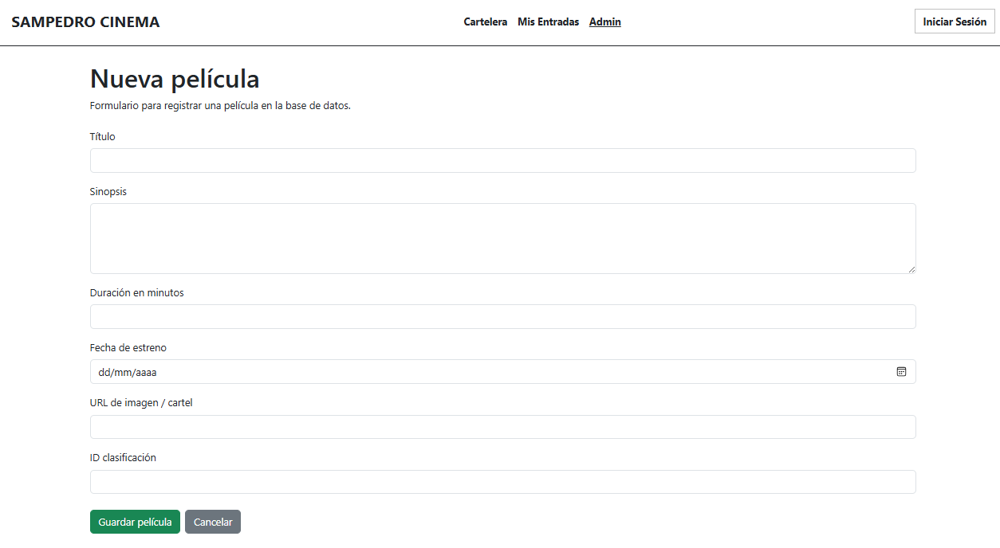 SAMPEDRO CINEMA
Cartelera Mis Entradas Admin
Iniciar Sesión
Nueva película
Formulario para registrar una película en la base de datos.
Título
Sinopsis
Duración en minutos
Fecha de estreno
dd/mm/aaaa
URL de imagen / cartel
ID clasificación
Guardar película Cancelar